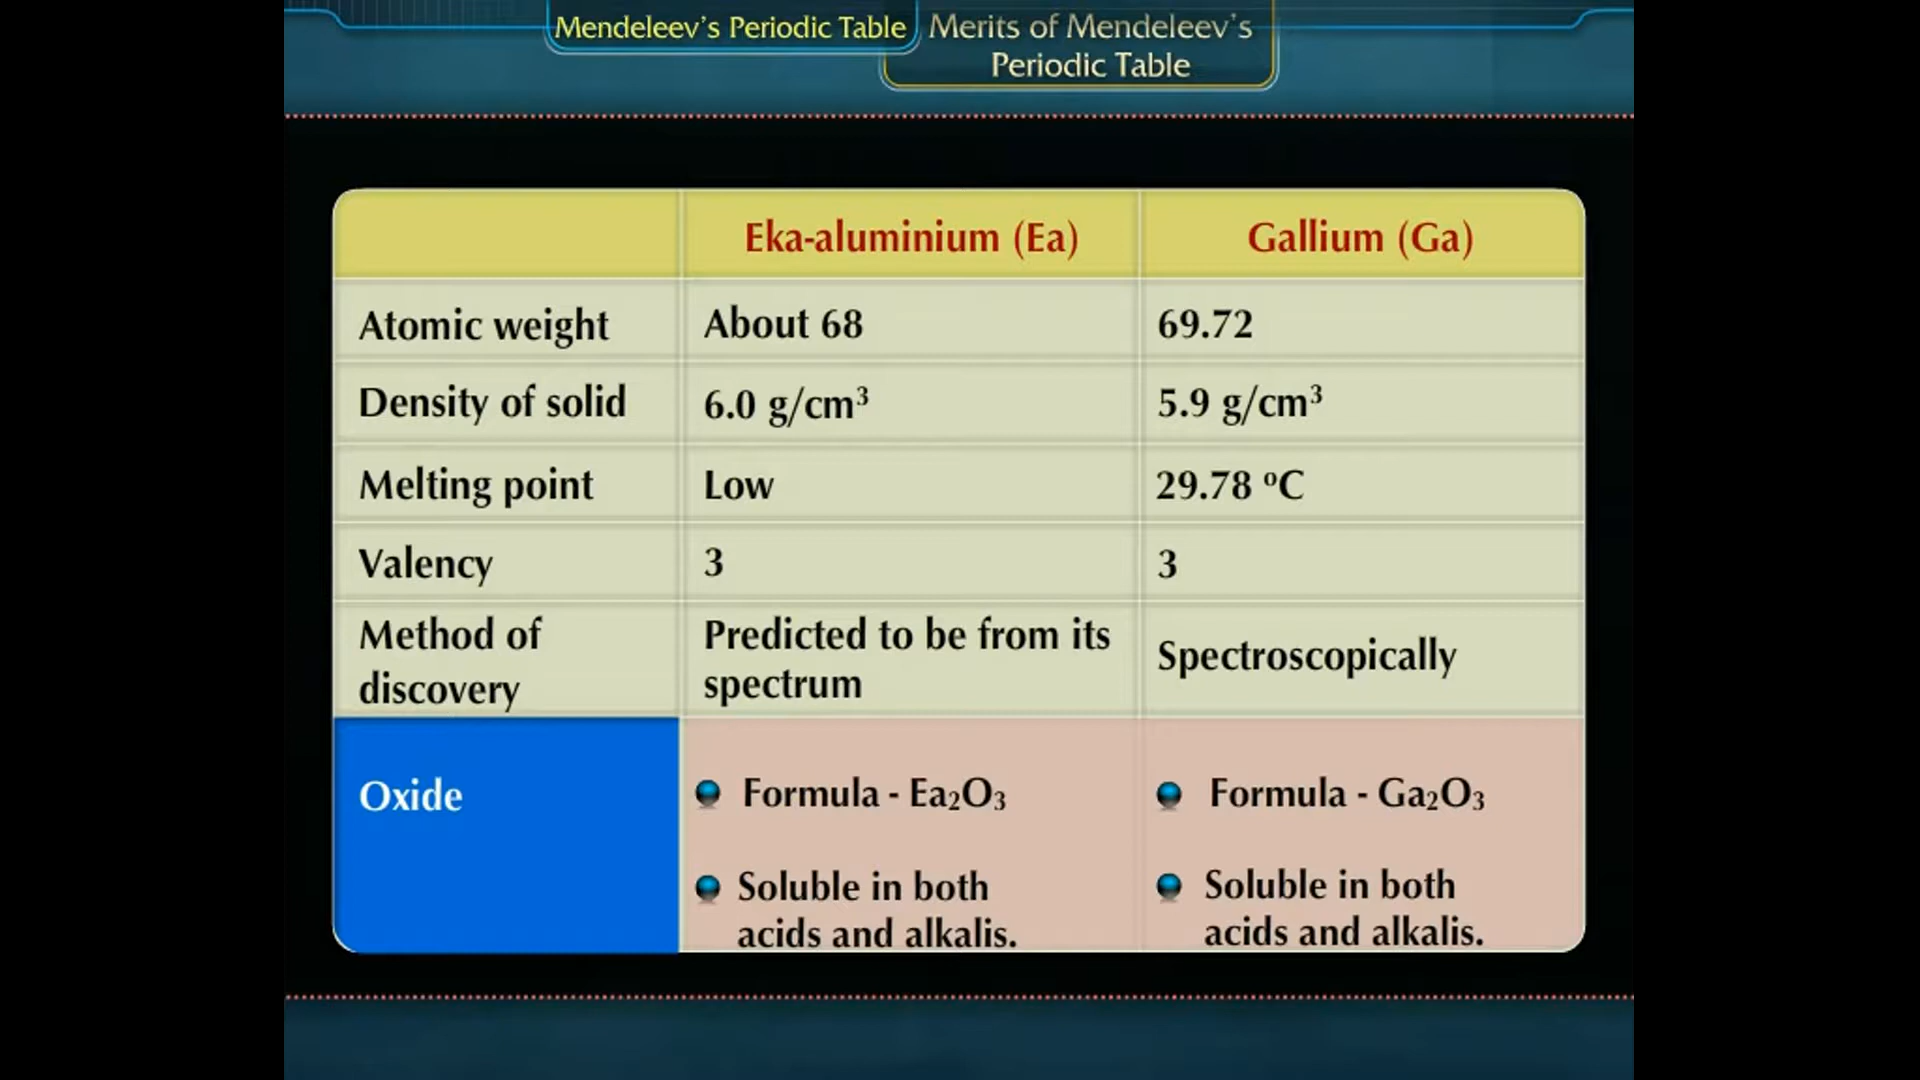 Mendeleev's Periodic Table
Merits of Mendeleev's
Periodic Table
Eka-aluminium (Ea)
Gallium (Ga)
Atomic weight
About 68
69.72
Density of solid
6.0 g/cm³
5.9 g/cm³
Melting point
Low
29.78 ºC
Valency
3
3
Method of
discovery
Predicted to be from its
spectrum
Spectroscopically
Oxide
Formula - Ea₂O₃
Soluble in both
acids and alkalis.
Formula - Ga₂O₃
Soluble in both
acids and alkalis.